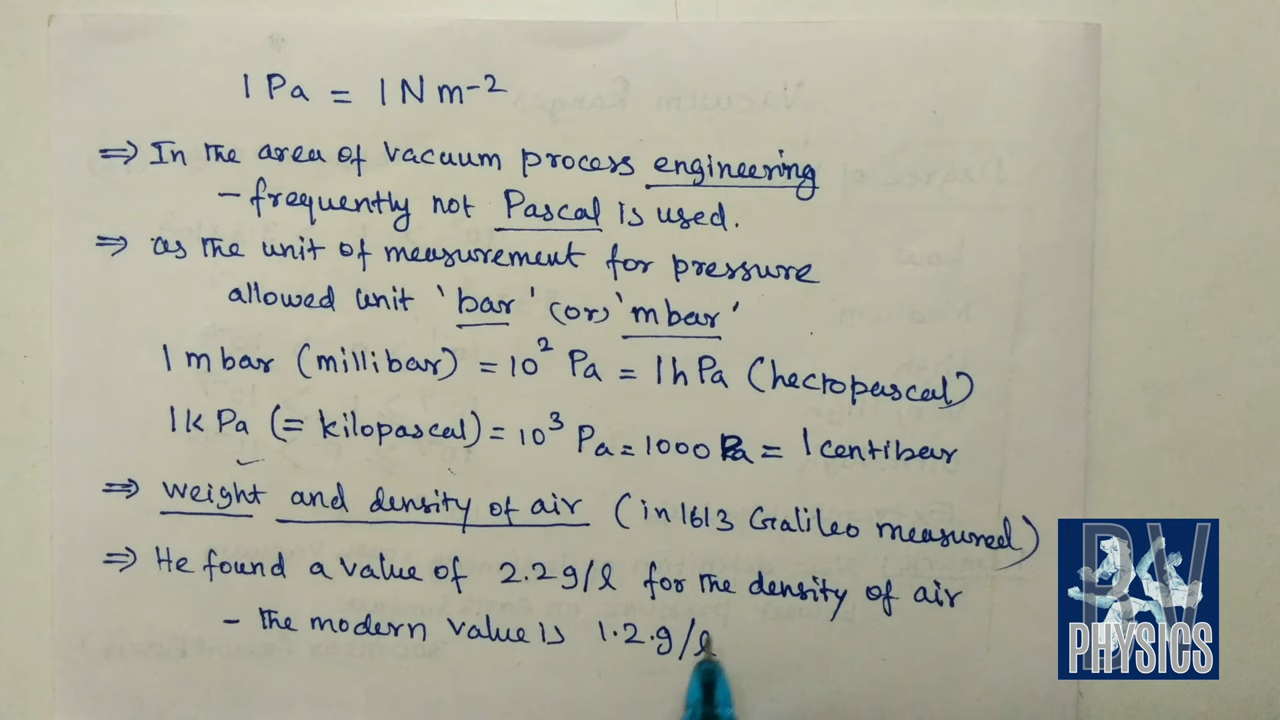 1 Pa = 1 N m-2
⇒ In the area of vacuum process engineering
- frequently not Pascal is used.
⇒ as the unit of measurement for pressure
allowed unit 'bar' (or) 'mbar'
1 mbar (millibar) = 10² Pa = 1 hPa (hectopascal)
1 k Pa (= kilopascal) = 10³ Pa = 1000 Pa = 1 centibar
⇒ weight and density of air (in 1613 Galileo measured)
⇒ He found a value of 2.2 g/l for the density of air
- The modern value is 1.2.g/l
BV
PHYSICS